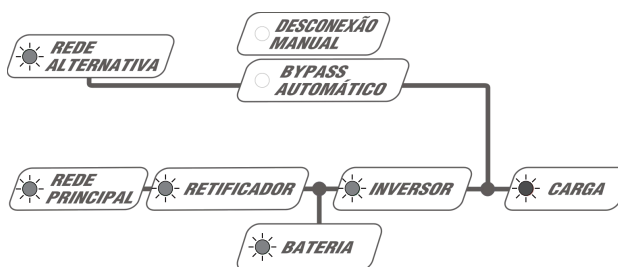 DESCONEXÃO
MANUAL
REDE
ALTERNATIVA
BYPASS
AUTOMÁTICO
REDE
PRINCIPAL
RETIFICADOR
INVERSOR
CARGA
BATERIA